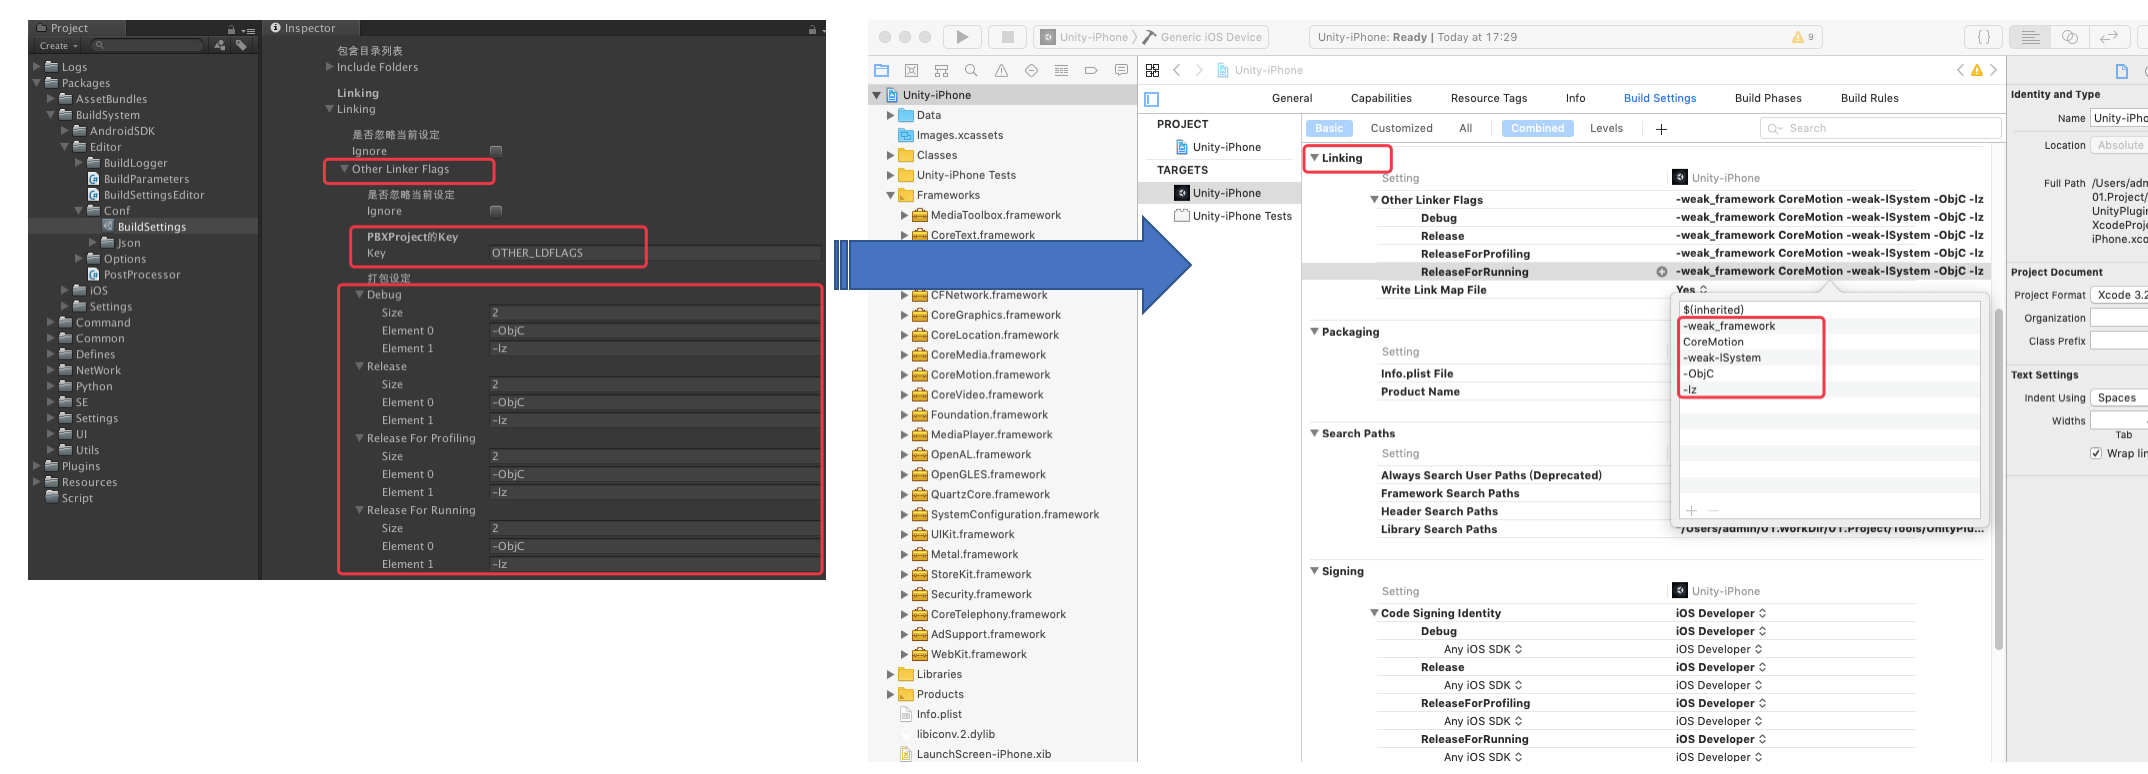 Project
Create
Logs
Packages
AssetBundles
BuildSystem
AndroidSDK
Editor
BuildLogger
BuildParameters
BuildSettingsEditor
Conf
BuildSettings
Json
Options
PostProcessor
iOS
Settings
Command
Common
Defines
NetWork
Python
SE
Settings
UI
Utils
Plugins
Resources
Script
Inspector
包含目录列表
Include Folders
Linking
Linking
是否忽略当前设定
Ignore
Other Linker Flags
是否忽略当前设定
Ignore
PBXProject的Key
Key OTHER_LDFLAGS
打包设定
Debug
Size 2
Element 0 -ObjC
Element 1 -lz
Release
Size 2
Element 0 -ObjC
Element 1 -lz
Release For Profiling
Size 2
Element 0 -ObjC
Element 1 -lz
Release For Running
Size 2
Element 0 -ObjC
Element 1 -lz
Unity-iPhone Generic iOS Device
Unity-iPhone: Ready | Today at 17:29
9
Unity-iPhone
Data
Images.xcassets
Classes
Unity-iPhone Tests
Frameworks
MediaToolbox.framework
CoreText.framework
CFNetwork.framework
CoreGraphics.framework
CoreLocation.framework
CoreMedia.framework
CoreMotion.framework
CoreVideo.framework
Foundation.framework
MediaPlayer.framework
OpenAL.framework
OpenGLES.framework
QuartzCore.framework
SystemConfiguration.framework
UIKit.framework
Metal.framework
StoreKit.framework
Security.framework
CoreTelephony.framework
AdSupport.framework
WebKit.framework
Libraries
Products
Info.plist
libiconv.2.dylib
LaunchScreen-iPhone.xib
Unity-iPhone
General Capabilities Resource Tags Info Build Settings Build Phases Build Rules
PROJECT
Unity-iPhone
TARGETS
Unity-iPhone
Unity-iPhone Tests
Basic Customized All Combined Levels + Search
Linking
Setting Unity-iPhone
Other Linker Flags -weak_framework CoreMotion -weak-lSystem -ObjC -lz
Debug -weak_framework CoreMotion -weak-lSystem -ObjC -lz
Release -weak_framework CoreMotion -weak-lSystem -ObjC -lz
ReleaseForProfiling -weak_framework CoreMotion -weak-lSystem -ObjC -lz
ReleaseForRunning -weak_framework CoreMotion -weak-lSystem -ObjC -lz
Write Link Map File Yes
$(inherited)
-weak_framework
CoreMotion
-weak-lSystem
-ObjC
-lz
Packaging
Setting
Info.plist File
Product Name
Search Paths
Setting
Always Search User Paths (Deprecated)
Framework Search Paths
Header Search Paths
Library Search Paths "/Users/admin/01.WorkDir/01.Project/Tools/UnityPlu...
Signing
Setting Unity-iPhone
Code Signing Identity iOS Developer
Debug iOS Developer
Any iOS SDK iOS Developer
Release iOS Developer
Any iOS SDK iOS Developer
ReleaseForProfiling iOS Developer
Any iOS SDK iOS Developer
ReleaseForRunning iOS Developer
Any iOS SDK iOS Developer
Identity and Type
Name Unity-iPho
Location Absolute
Full Path /Users/adm
01.Project/
UnityPlugin
XcodeProje
iPhone.xco
Project Document
Project Format Xcode 3.2
Organization
Class Prefix
Text Settings
Indent Using Spaces
Widths
Tab
Wrap lin